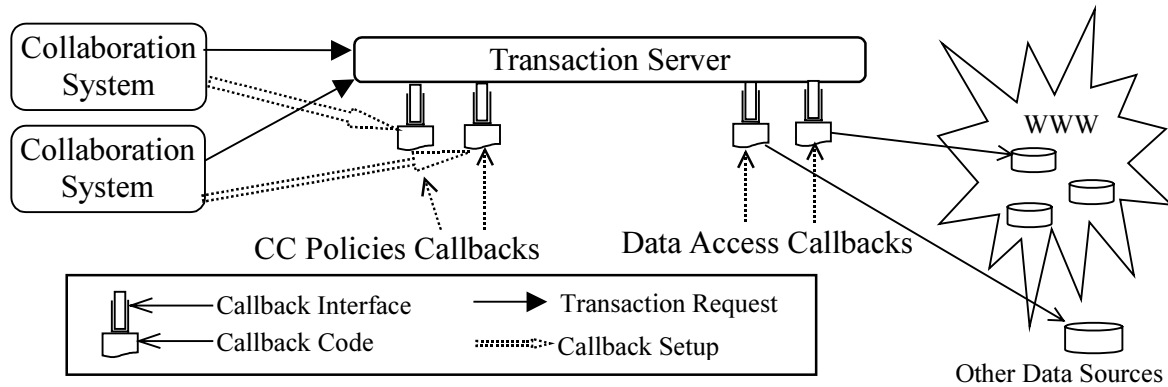 Collaboration
System
Transaction Server
WWW
Collaboration
System
CC Policies Callbacks
Data Access Callbacks
Callback Interface
Transaction Request
Callback Code
Callback Setup
Other Data Sources